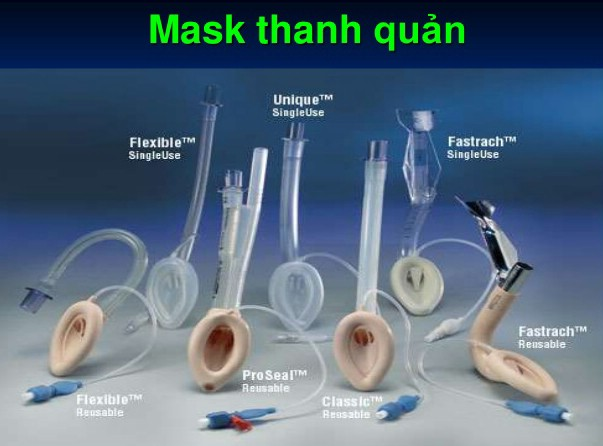 Mask thanh quản
Unique™
SingleUse
Flexible™
SingleUse
Fastrach™
SingleUse
Fastrach™
Reusable
ProSeal™
Reusable
Flexible™
Reusable
Classic™
Reusable